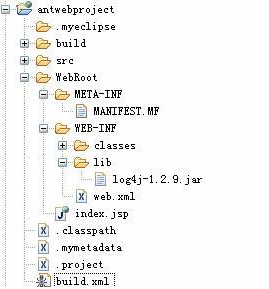 antwebproject
.myeclipse
build
src
WebRoot
META-INF
MANIFEST.MF
WEB-INF
classes
lib
log4j-1.2.9.jar
web.xml
index.jsp
.classpath
.mymetadata
.project
build.xml